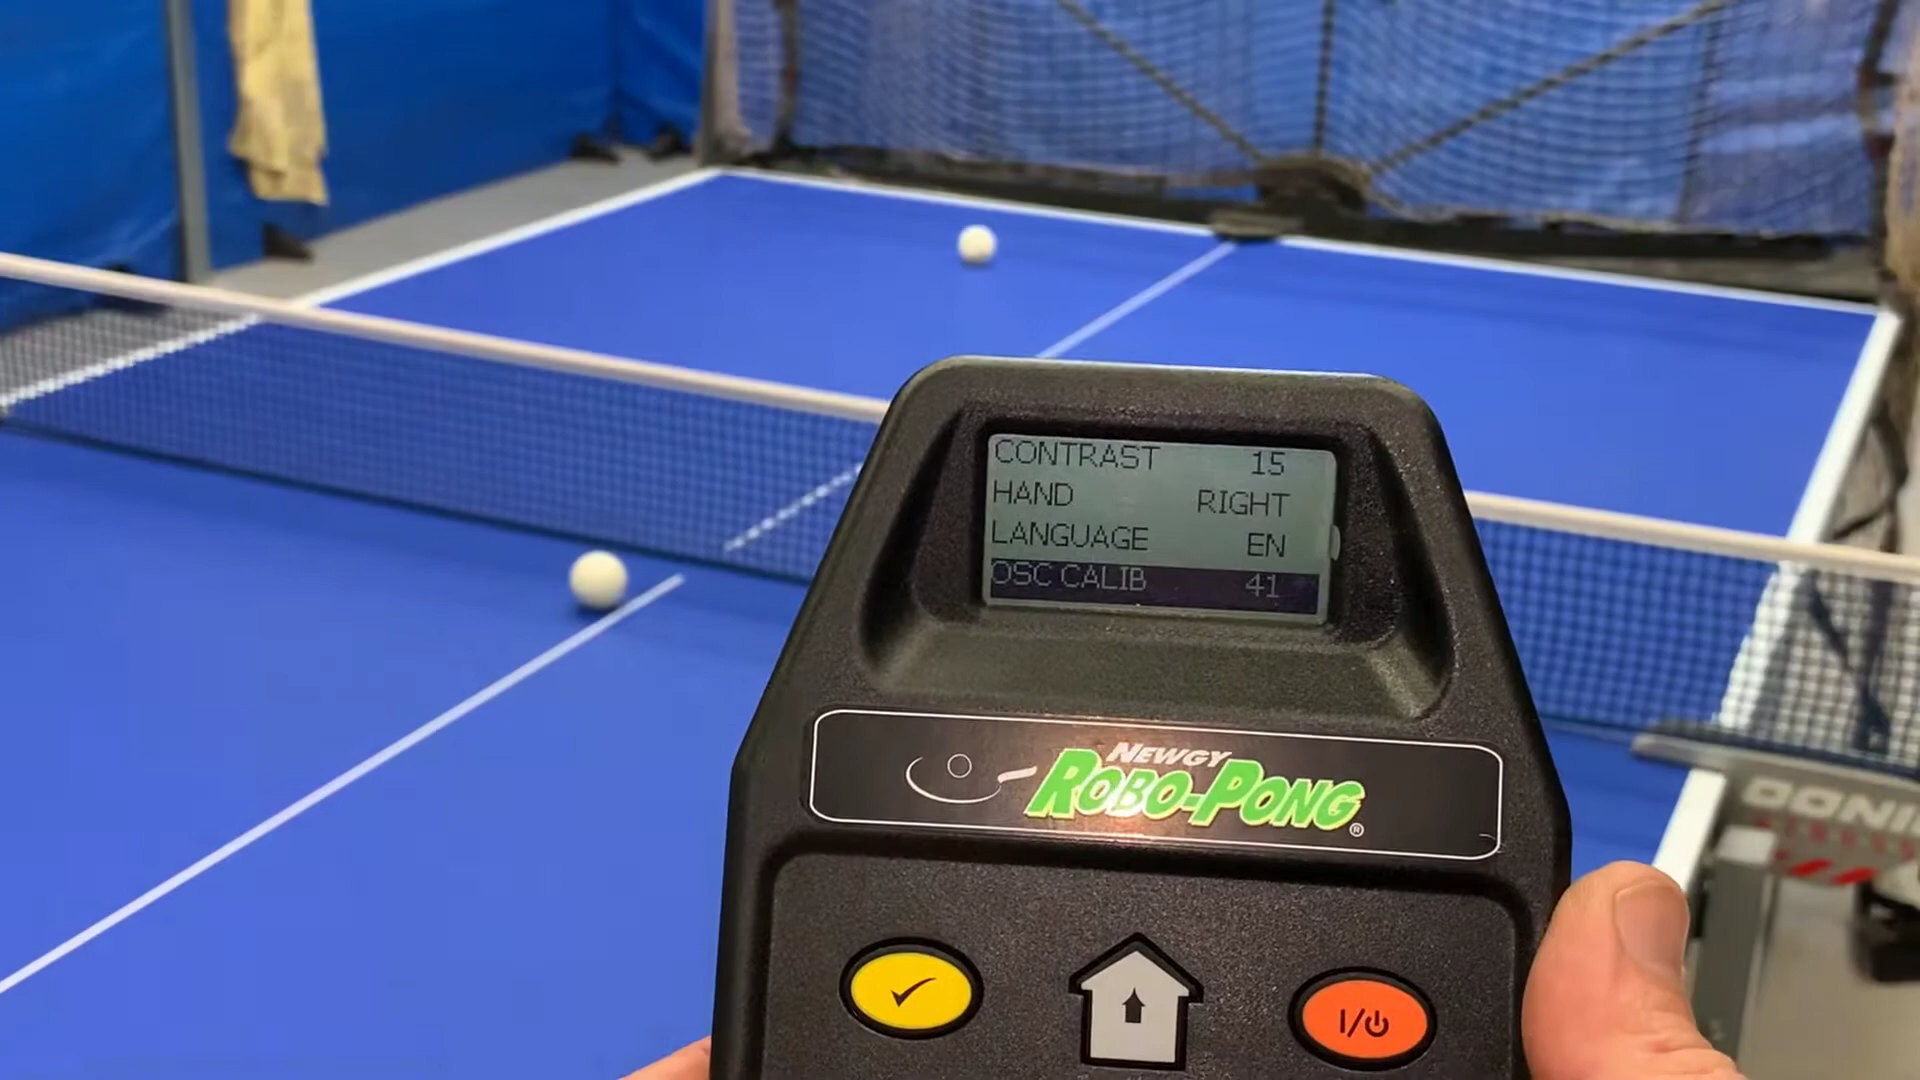 CONTRAST 15
HAND RIGHT
LANGUAGE EN
OSC CALIB 41
NEWGY
ROBO-PONG®
I/⏻